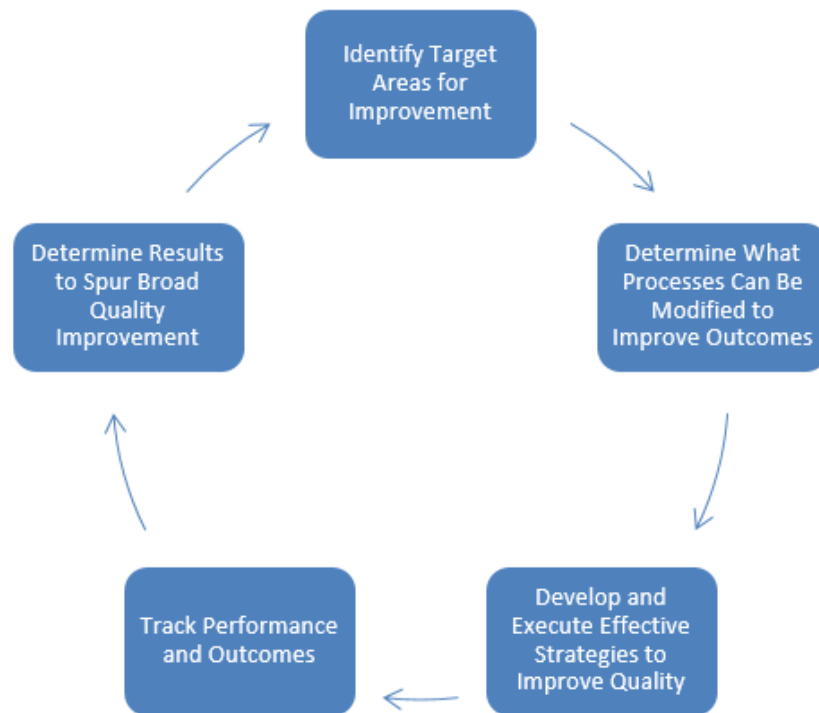 Identify Target
Areas for
Improvement
Determine What
Processes Can Be
Modified to
Improve Outcomes
Develop and
Execute Effective
Strategies to
Improve Quality
Track Performance
and Outcomes
Determine Results
to Spur Broad
Quality
Improvement